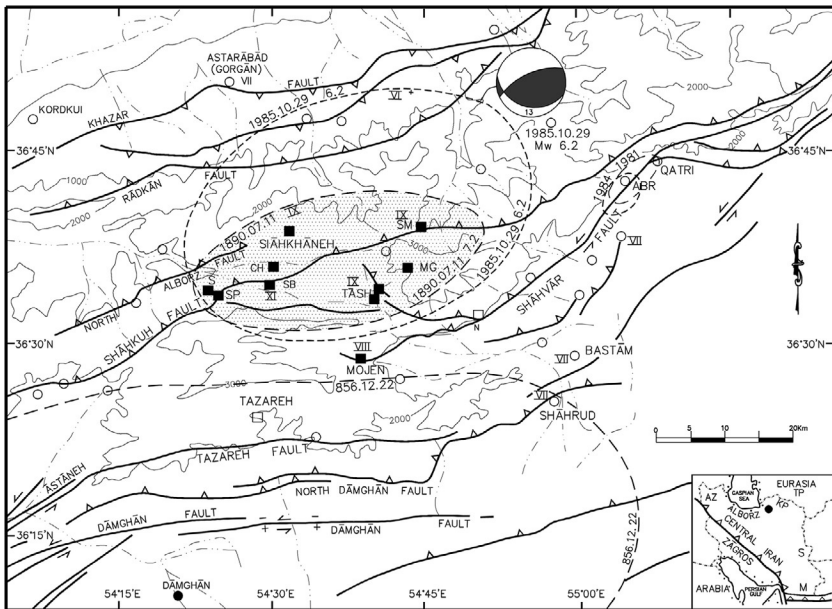 ASTARĀBĀD
(GORGĀN)
VII
FAULT
KORDKUI
KHAZAR
1985.10.29 6.2
VI
13
1985.10.29
Mw 6.2
2000
2000
36°45'N
36°45'N
1000
RĀDKĀN
FAULT
2000
1984
1981
QATRI
ABR
FAULT
1890.07.11
IX
SIĀHKHĀNEH
IX
SM
3000
7.2
1985.10.29 6.2
1890.07.11 7.2
ALBORZ
FAULT
NORTH
CH
SB
XI
SP
IX
TĀSH
MG
SHĀHVĀR
SHĀHKUH
FAULT
N
36°30'N
36°30'N
VIII
MOJEN
856.12.22
VII
BASTĀM
VII
SHĀHRUD
3000
TAZAREH
2000
TAZAREH
FAULT
ĀSTĀNEH
NORTH DĀMGHĀN FAULT
DĀMGHĀN
FAULT
DĀMGHĀN
FAULT
856.12.22
36°15'N
36°15'N
DĀMGHĀN
0 10 20Km
54°15'E
54°30'E
54°45'E
55°00'E
AZ
CASPIAN
SEA
EURASIA
TP
KP
ALBORZ
CENTRAL
IRAN
ZAGROS
S
ARABIA
PERSIAN
GULF
M